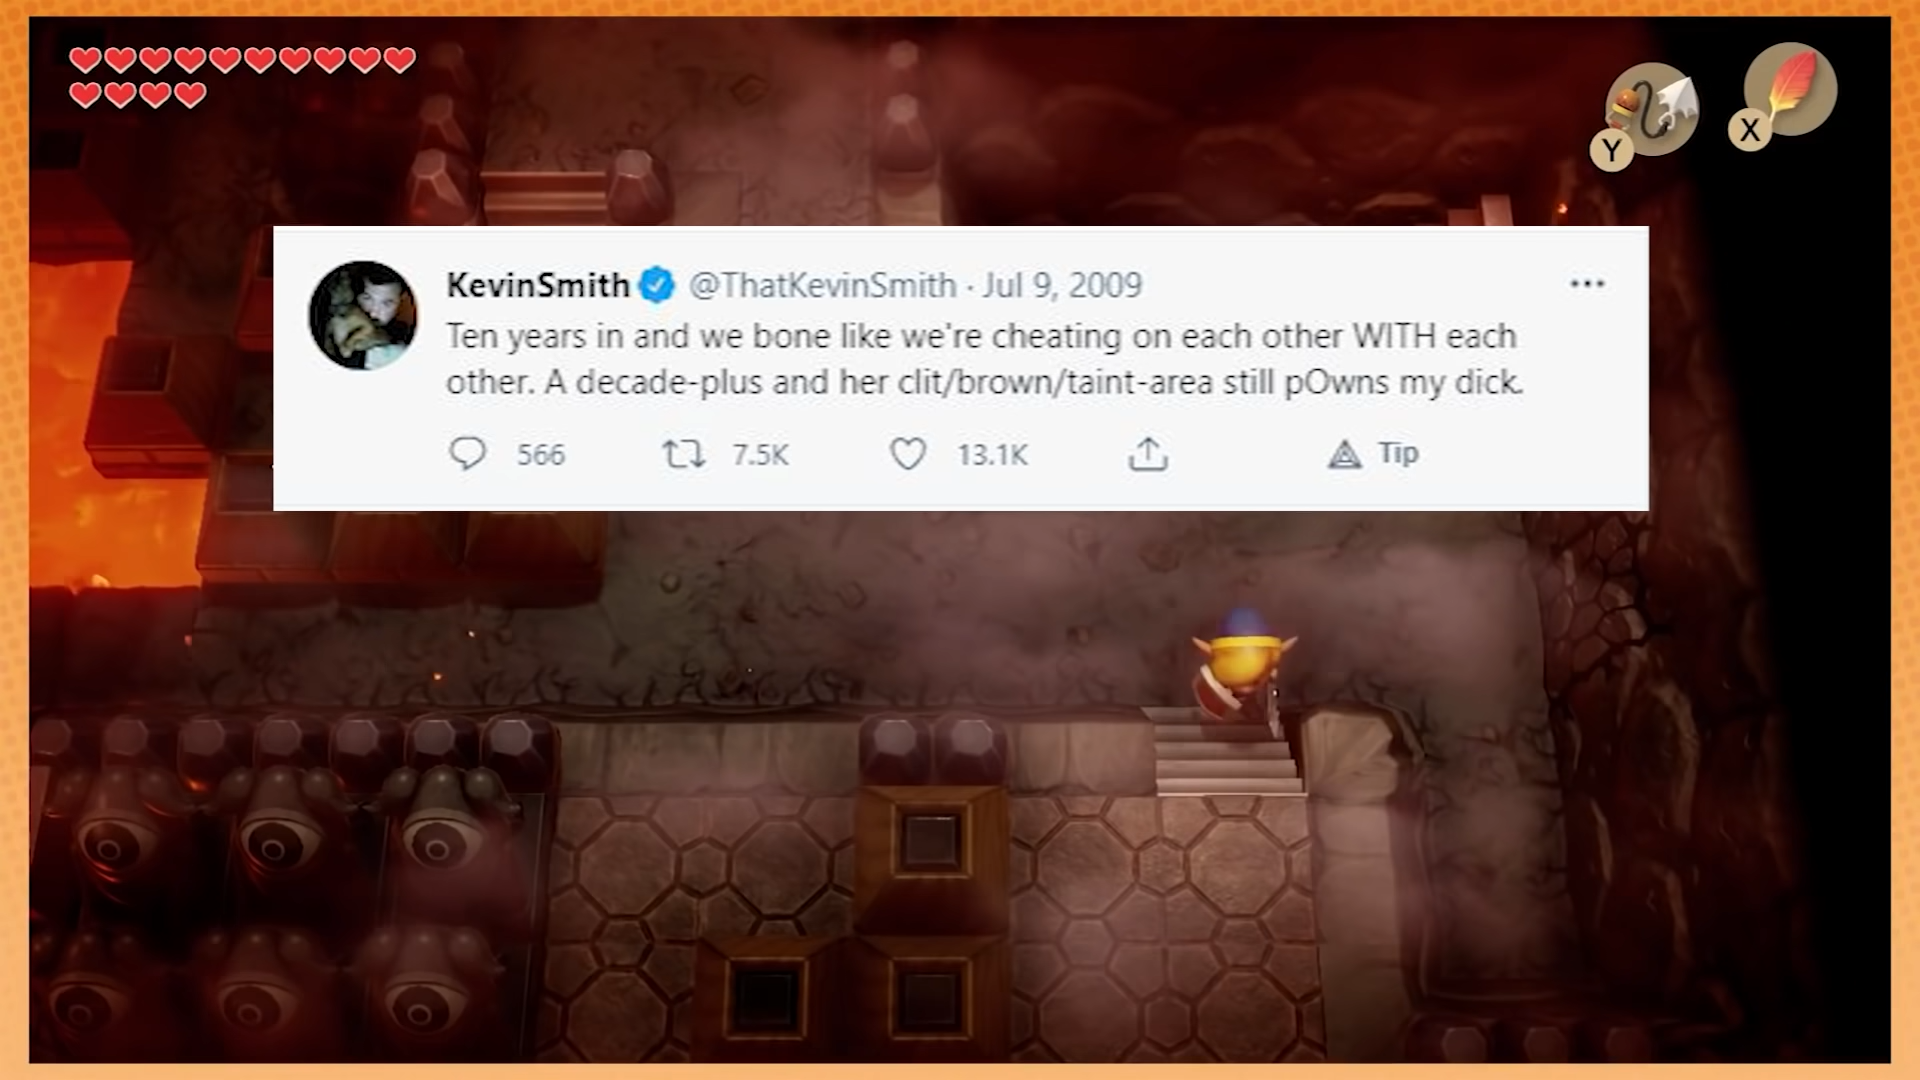 Y
X
KevinSmith @ThatKevinSmith · Jul 9, 2009
Ten years in and we bone like we're cheating on each other WITH each
other. A decade-plus and her clit/brown/taint-area still pOwns my dick.
566 7.5K 13.1K Tip